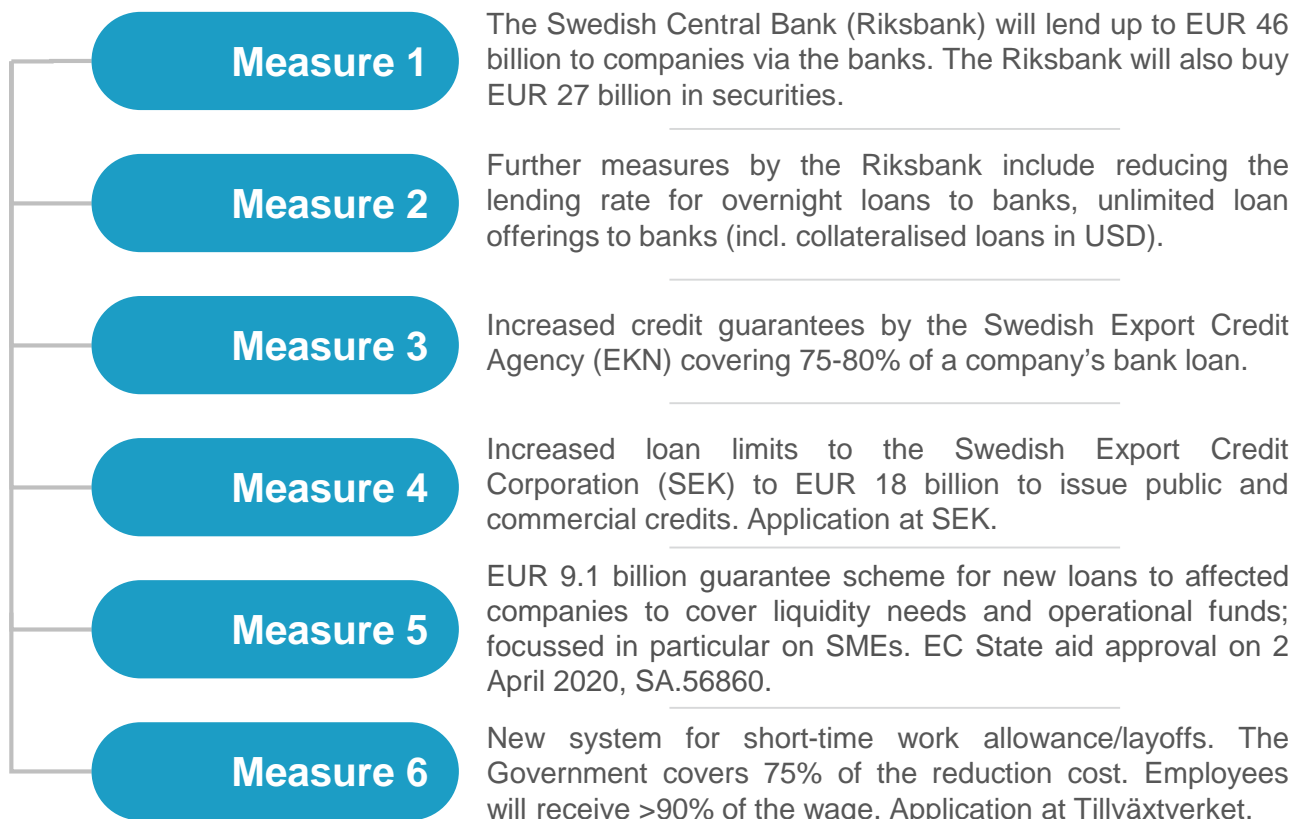 Measure 1
The Swedish Central Bank (Riksbank) will lend up to EUR 46
billion to companies via the banks. The Riksbank will also buy
EUR 27 billion in securities.
Measure 2
Further measures by the Riksbank include reducing the
lending rate for overnight loans to banks, unlimited loan
offerings to banks (incl. collateralised loans in USD).
Measure 3
Increased credit guarantees by the Swedish Export Credit
Agency (EKN) covering 75-80% of a company’s bank loan.
Measure 4
Increased loan limits to the Swedish Export Credit
Corporation (SEK) to EUR 18 billion to issue public and
commercial credits. Application at SEK.
Measure 5
EUR 9.1 billion guarantee scheme for new loans to affected
companies to cover liquidity needs and operational funds;
focussed in particular on SMEs. EC State aid approval on 2
April 2020, SA.56860.
Measure 6
New system for short-time work allowance/layoffs. The
Government covers 75% of the reduction cost. Employees
will receive >90% of the wage. Application at Tillväxtverket.